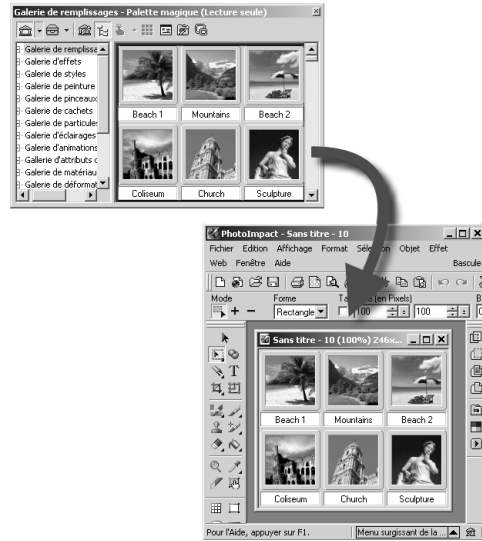 Galerie de remplissages - Palette magique (Lecture seule)
Galerie de remplissa
Galerie d'effets
Galerie de styles
Galerie de peinture
Galerie de pinceaux
Galerie de cachets
Galerie de particule
Galerie d'éclairages
Galerie d'animations
Gallerie d'attributs
Galerie de matériau
Galerie de déformat
Beach 1 Mountains Beach 2
Coliseum Church Sculpture
PhotoImpact - Sans titre - 10
Fichier Edition Affichage Format Objet Effet
Web Fenêtre Aide Bascule
Mode Forme (en Pixels)
Rectangle 100 100
Sans titre - 10 (100%) 246x...
Beach 1 Mountains Beach 2
Coliseum Church Sculpture
Pour l'Aide, appuyer sur F1. Menu surgissant de la ...